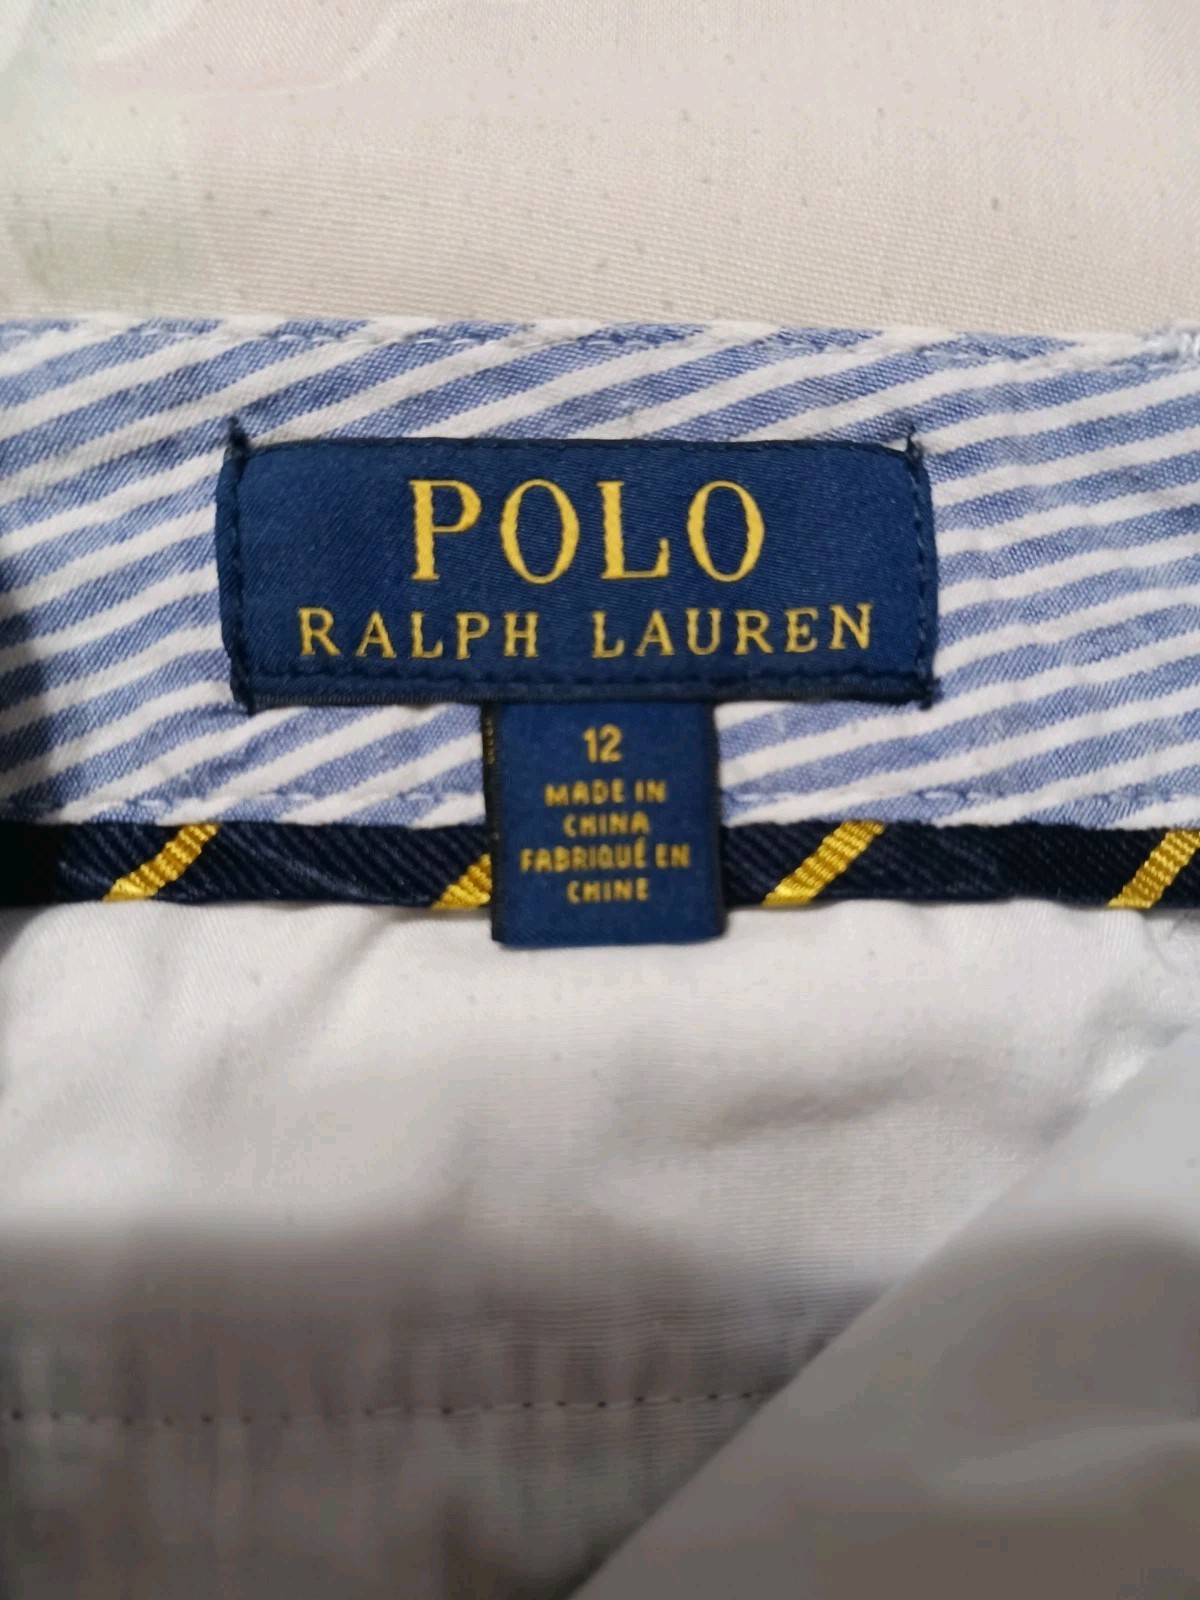 POLO
RALPH LAUREN
12
MADE IN
CHINA
FABRIQUÉ EN
CHINE